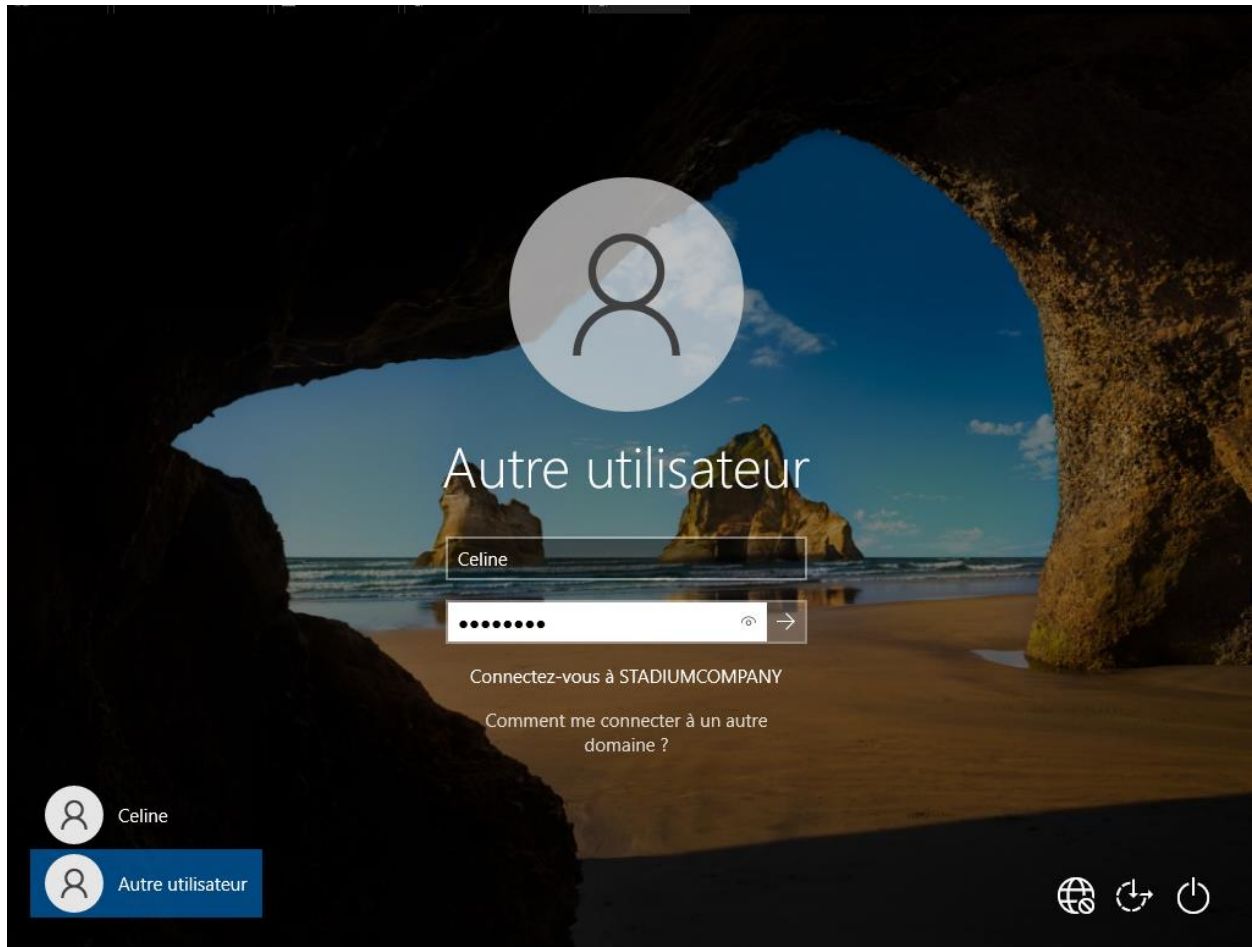 Autre utilisateur
Celine
••••••••
Connectez-vous à STADIUMCOMPANY
Comment me connecter à un autre
domaine ?
Celine
Autre utilisateur